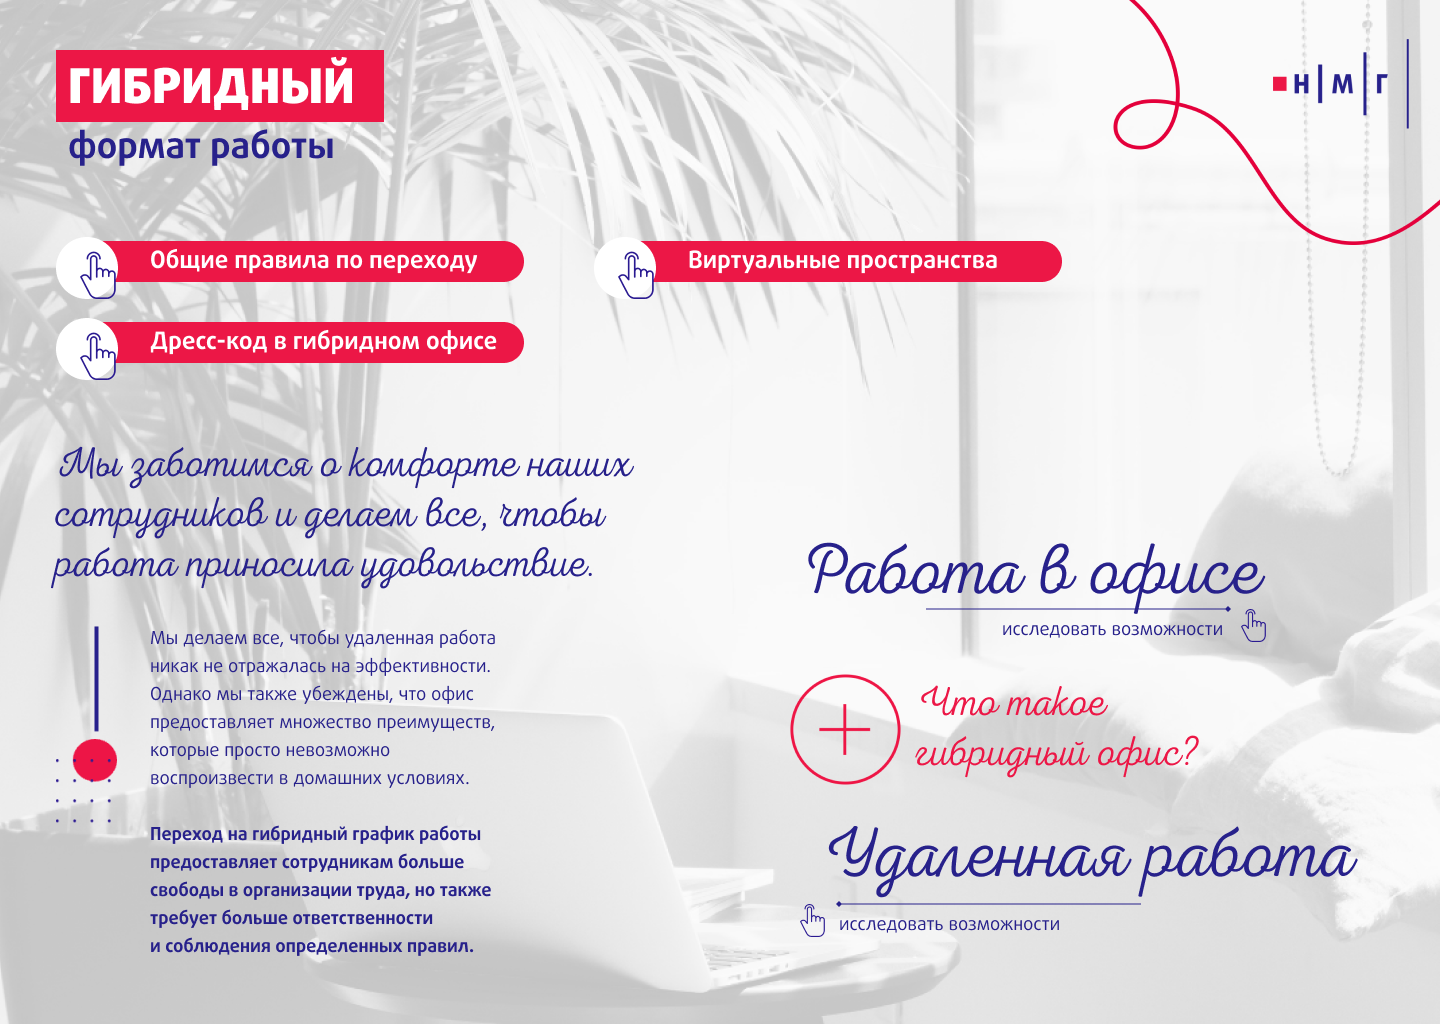 ГИБРИДНЫЙ
формат работы
Н М Г
Общие правила по переходу
Виртуальные пространства
Дресс-код в гибридном офисе
Мы заботимся о комфорте наших
сотрудников и делаем все, чтобы
работа приносила удовольствие.
Мы делаем все, чтобы удаленная работа
никак не отражалась на эффективности.
Однако мы также убеждены, что офис
предоставляет множество преимуществ,
которые просто невозможно
воспроизвести в домашних условиях.
Переход на гибридный график работы
предоставляет сотрудникам больше
свободы в организации труда, но также
требует больше ответственности
и соблюдения определенных правил.
Работа в офисе
исследовать возможности
Что такое
гибридный офис?
Удаленная работа
исследовать возможности